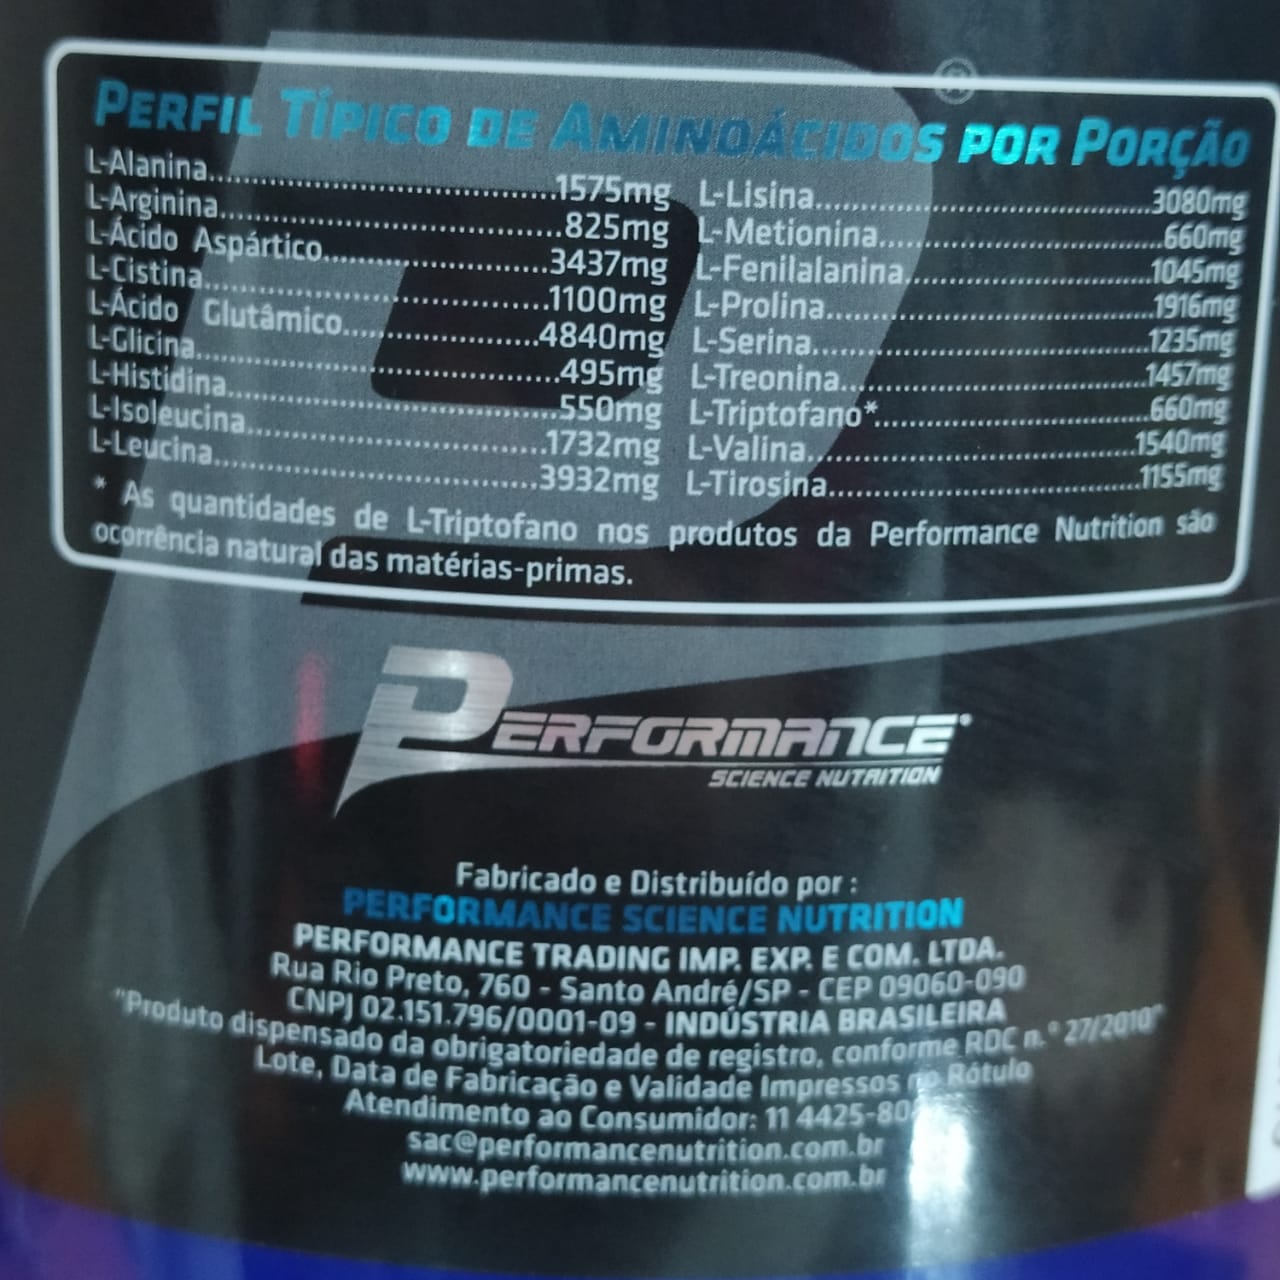 PERFIL TÍPICO DE AMINOÁCIDOS POR PORÇÃO
L-Alanina..............................1575mg
L-Arginina..............................825mg
L-Ácido Aspártico..............................3437mg
L-Cistina..............................1100mg
L-Ácido Glutâmico..............................4840mg
L-Glicina..............................495mg
L-Histidina..............................550mg
L-Isoleucina..............................1732mg
L-Leucina..............................3932mg
L-Lisina..............................3080mg
L-Metionina..............................660mg
L-Fenilalanina..............................1045mg
L-Prolina..............................1916mg
L-Serina..............................1235mg
L-Treonina..............................1457mg
L-Triptofano*..............................660mg
L-Valina..............................1540mg
L-Tirosina..............................1155mg
* As quantidades de L-Triptofano nos produtos da Performance Nutrition são
ocorrência natural das matérias-primas.
PERFORMANCE®
SCIENCE NUTRITION
Fabricado e Distribuído por :
PERFORMANCE SCIENCE NUTRITION
PERFORMANCE TRADING IMP. EXP. E COM. LTDA.
Rua Rio Preto, 760 - Santo André/SP - CEP 09060-090
CNPJ 02.151.796/0001-09 - INDÚSTRIA BRASILEIRA
"Produto dispensado da obrigatoriedade de registro, conforme RDC n.º 27/2010"
Lote, Data de Fabricação e Validade Impressos no Rótulo
Atendimento ao Consumidor: 11
sac@performancenutrition.com.br
www.performancenutrition.com.br